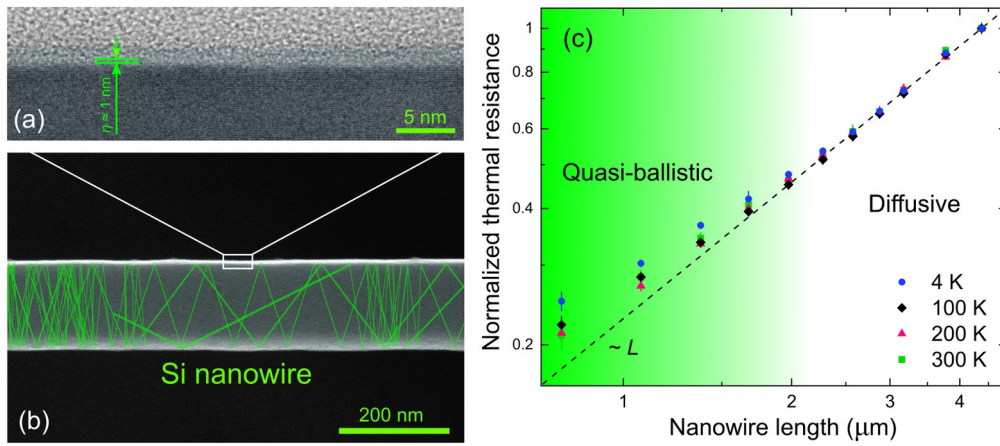 η ≈ 1 nm
5 nm
(a)
Si nanowire
200 nm
(b)
(c)
Normalized thermal resistance
1
0.8
0.6
0.4
0.2
Quasi-ballistic
Diffusive
4 K
100 K
200 K
300 K
~ L
1
2
3
4
Nanowire length (μm)